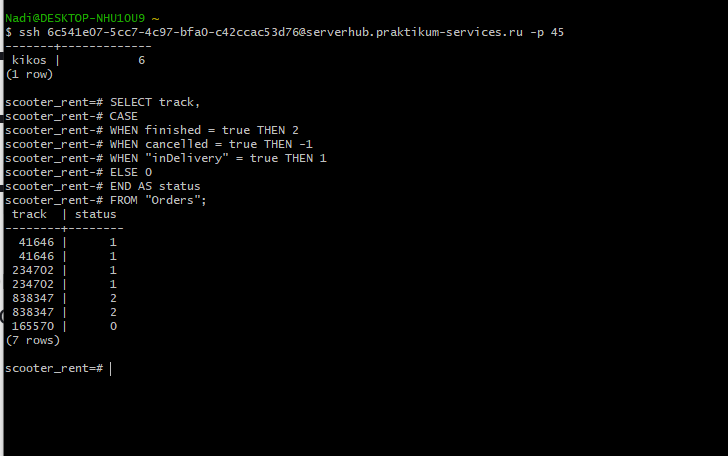 Nadi@DESKTOP-NHU1OU9 ~
$ ssh 6c541e07-5cc7-4c97-bfa0-c42ccac53d76@serverhub.praktikum-services.ru -p 45
-------+-------------
kikos | 6
(1 row)
scooter_rent=# SELECT track,
scooter_rent-# CASE
scooter_rent-# WHEN finished = true THEN 2
scooter_rent-# WHEN cancelled = true THEN -1
scooter_rent-# WHEN "inDelivery" = true THEN 1
scooter_rent-# ELSE 0
scooter_rent-# END AS status
scooter_rent-# FROM "Orders";
track | status
--------+--------
41646 | 1
41646 | 1
234702 | 1
234702 | 1
838347 | 2
838347 | 2
165570 | 0
(7 rows)
scooter_rent=#